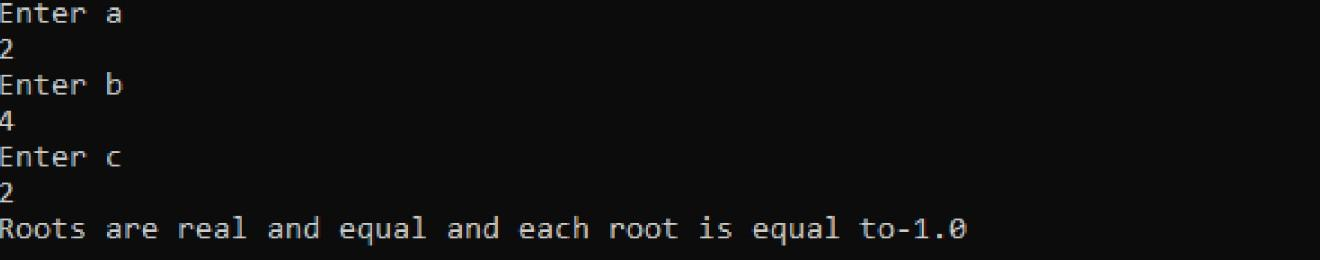 Enter a
2
Enter b
4
Enter c
2
Roots are real and equal and each root is equal to-1.0